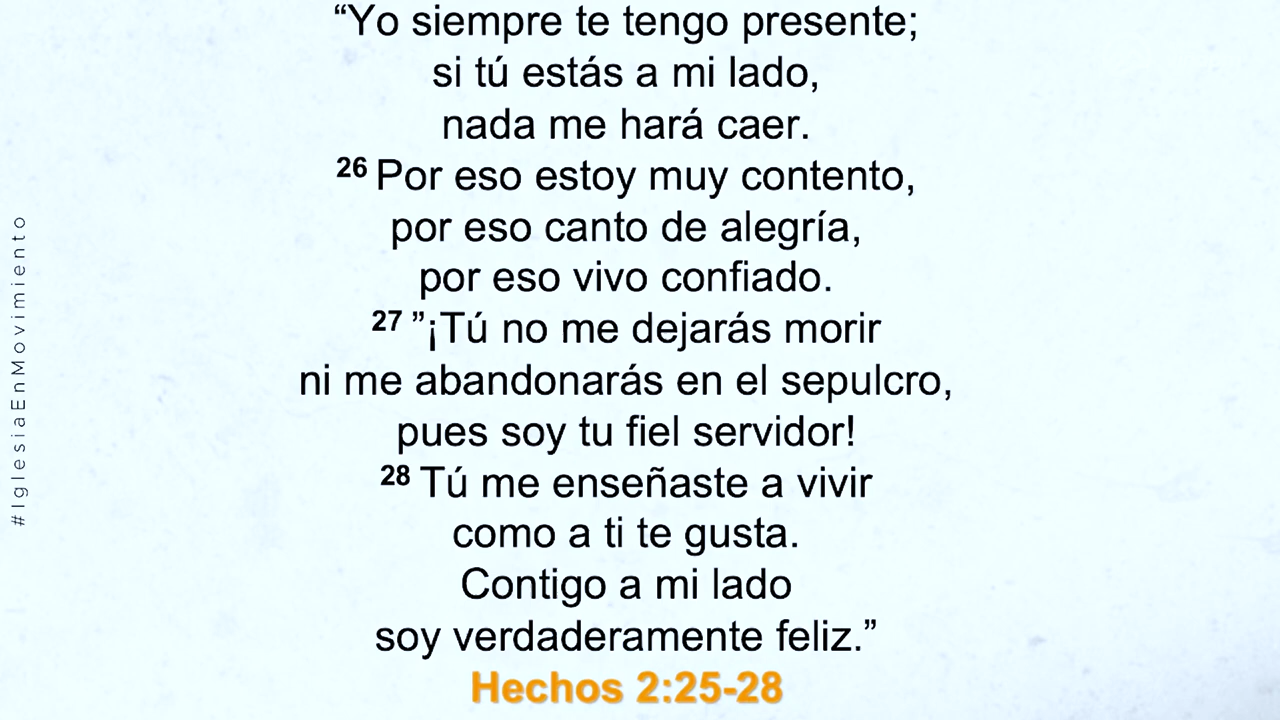 “Yo siempre te tengo presente;
si tú estás a mi lado,
nada me hará caer.
26 Por eso estoy muy contento,
por eso canto de alegría,
por eso vivo confiado.
27 ”¡Tú no me dejarás morir
ni me abandonarás en el sepulcro,
pues soy tu fiel servidor!
28 Tú me enseñaste a vivir
como a ti te gusta.
Contigo a mi lado
soy verdaderamente feliz.”
Hechos 2:25-28
#IglesiaEnMovimiento